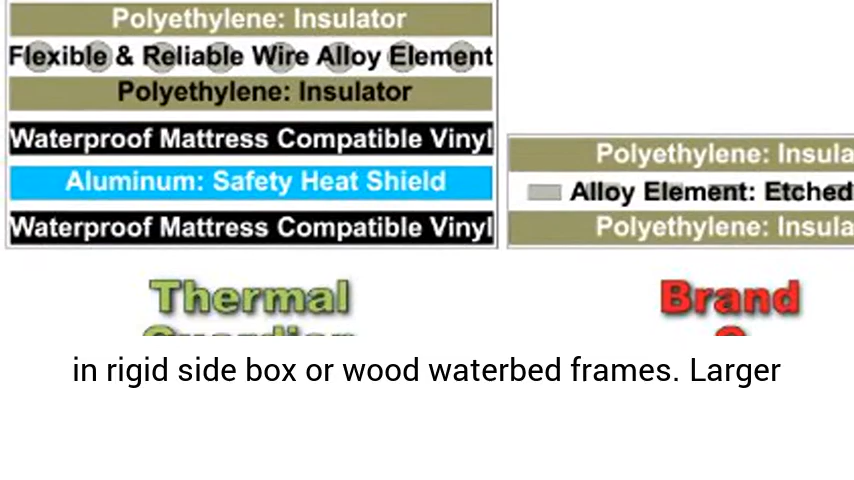 Polyethylene: Insulator
Flexible & Reliable Wire Alloy Element
Polyethylene: Insulator
Waterproof Mattress Compatible Vinyl
Aluminum: Safety Heat Shield
Waterproof Mattress Compatible Vinyl
Polyethylene: Insula
Alloy Element: Etched
Polyethylene: Insula
Thermal
Guardian
Brand
in rigid side box or wood waterbed frames. Larger